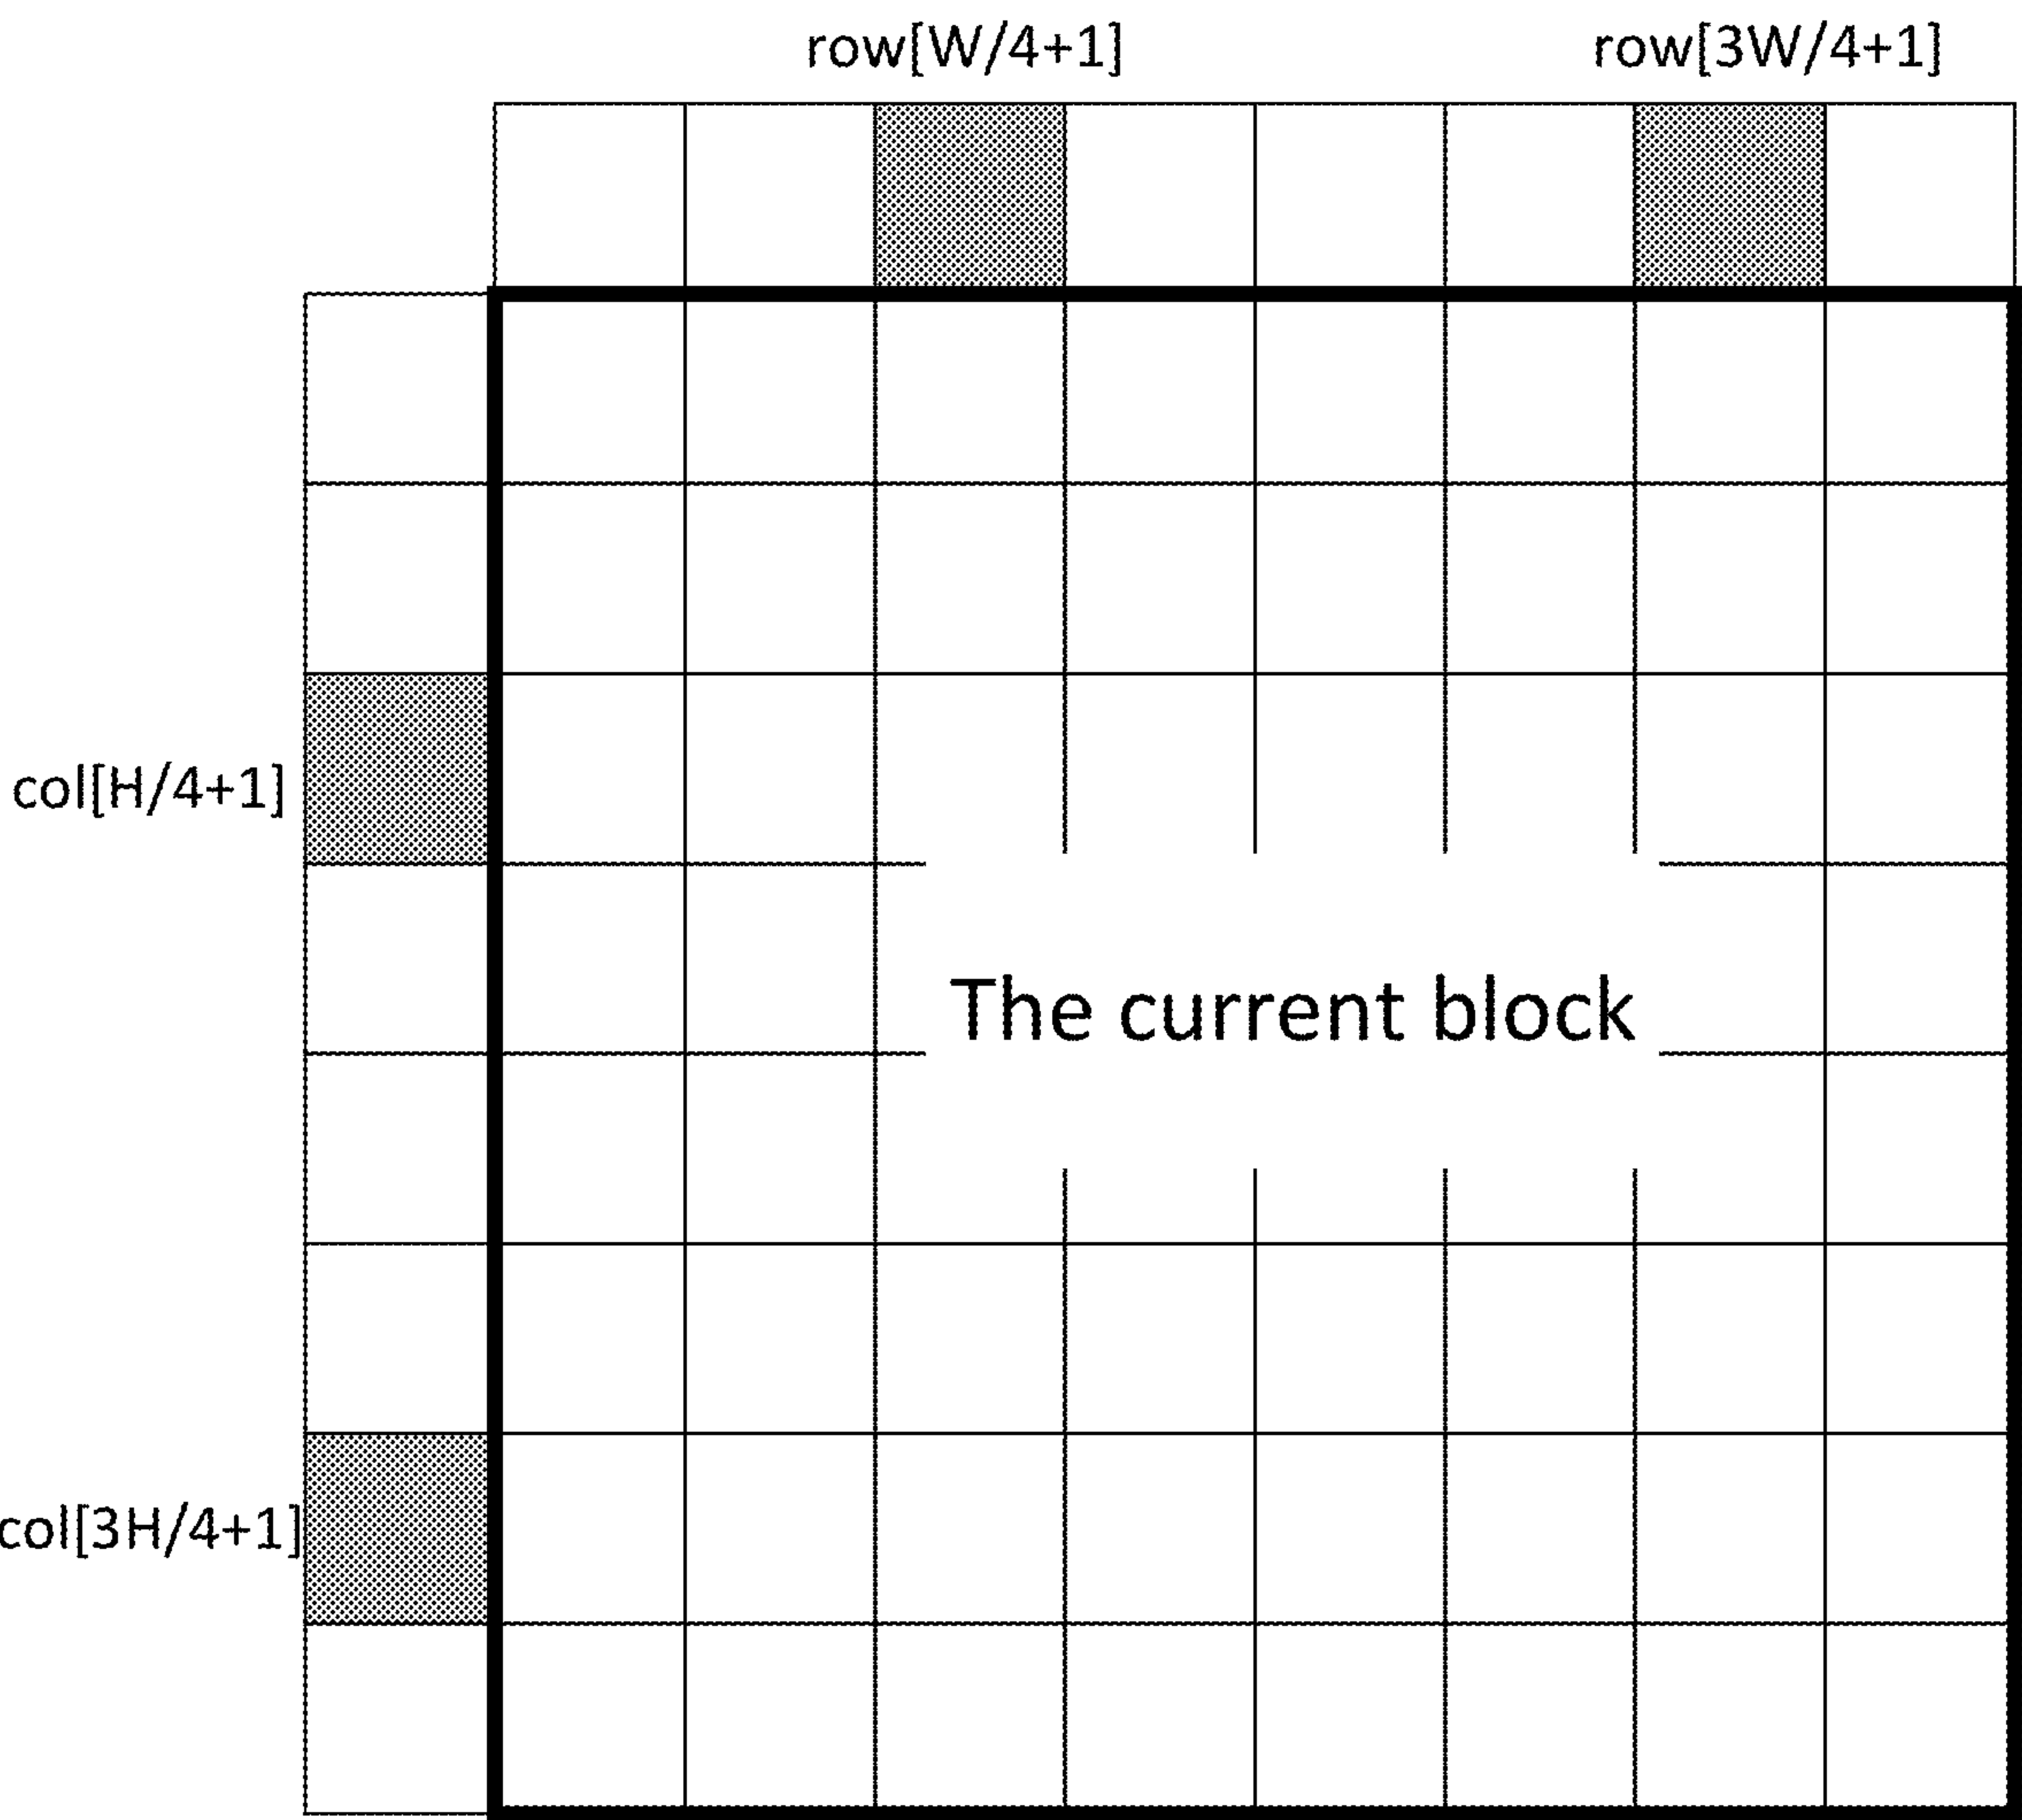 row[W/4+1]
row[3W/4+1]
col[H/4+1]
The current block
col[3H/4+1]